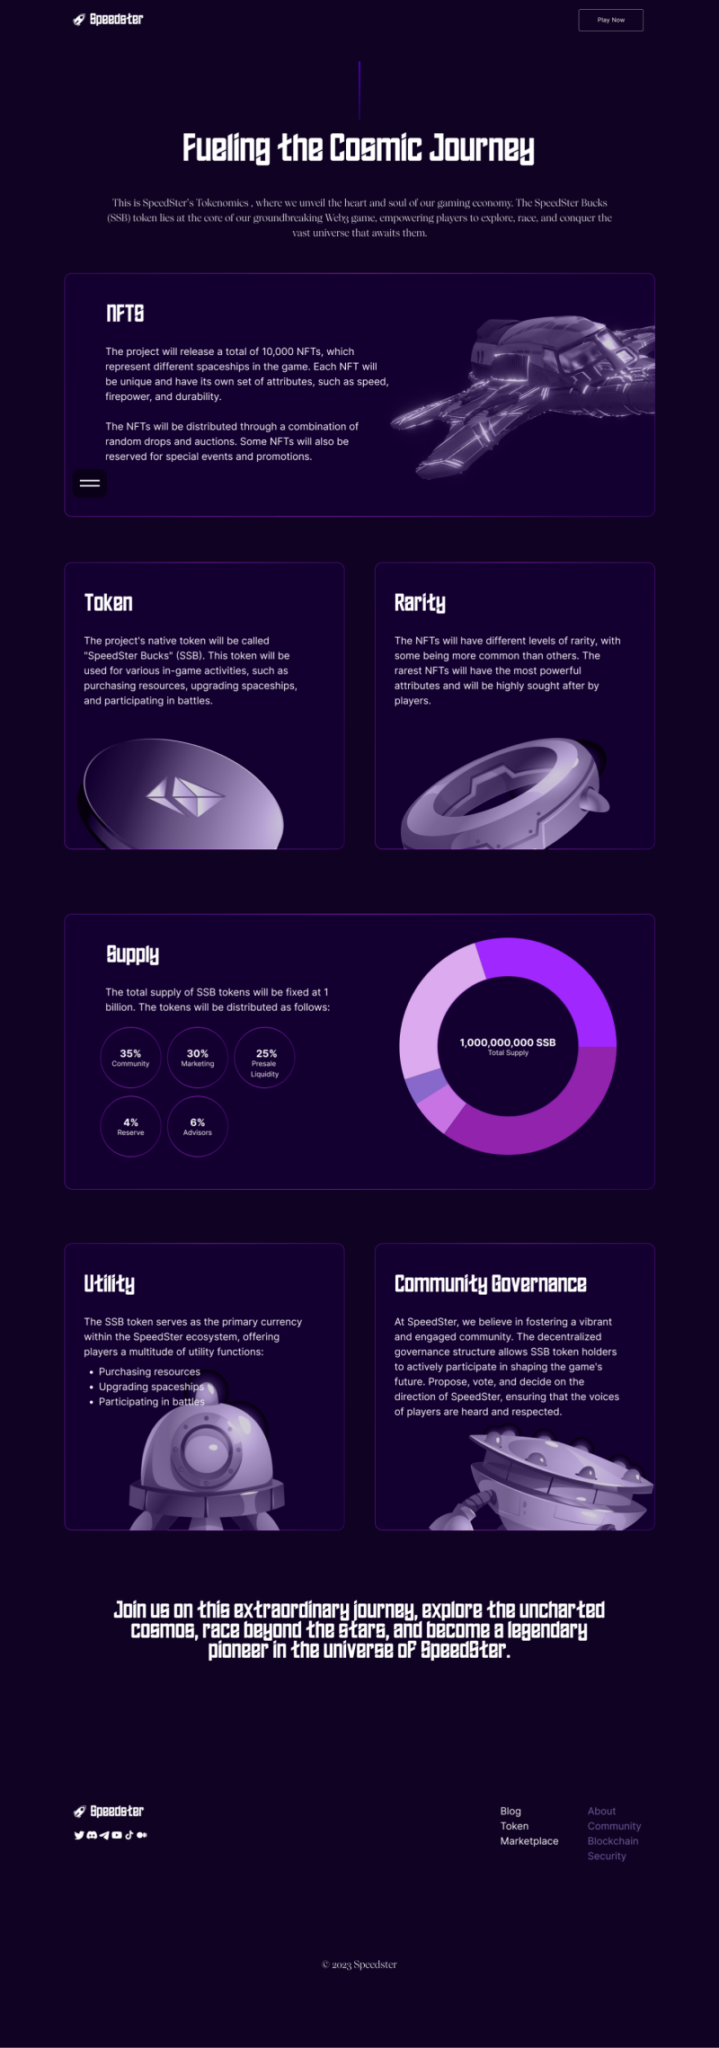 Speedster
Play Now
Fueling the Cosmic Journey
This is SpeedSter's Tokenomics , where we unveil the heart and soul of our gaming economy. The SpeedSter Bucks
(SSB) token lies at the core of our groundbreaking Web3 game, empowering players to explore, race, and conquer the
vast universe that awaits them.
NFTS
The project will release a total of 10,000 NFTs, which
represent different spaceships in the game. Each NFT will
be unique and have its own set of attributes, such as speed,
firepower, and durability.
The NFTs will be distributed through a combination of
random drops and auctions. Some NFTs will also be
reserved for special events and promotions.
Token
The project's native token will be called
"SpeedSter Bucks" (SSB). This token will be
used for various in-game activities, such as
purchasing resources, upgrading spaceships,
and participating in battles.
Rarity
The NFTs will have different levels of rarity, with
some being more common than others. The
rarest NFTs will have the most powerful
attributes and will be highly sought after by
players.
Supply
The total supply of SSB tokens will be fixed at 1
billion. The tokens will be distributed as follows:
35%
Community
30%
Marketing
25%
Presale
Liquidity
4%
Reserve
6%
Advisors
1,000,000,000 SSB
Total Supply
Utility
The SSB token serves as the primary currency
within the SpeedSter ecosystem, offering
players a multitude of utility functions:
• Purchasing resources
• Upgrading spaceships
• Participating in battles
Community Governance
At SpeedSter, we believe in fostering a vibrant
and engaged community. The decentralized
governance structure allows SSB token holders
to actively participate in shaping the game's
future. Propose, vote, and decide on the
direction of SpeedSter, ensuring that the voices
of players are heard and respected.
Join us on this extraordinary journey, explore the uncharted
cosmos, race beyond the stars, and become a legendary
pioneer in the universe of SpeedSter.
Speedster
Blog
Token
Marketplace
About
Community
Blockchain
Security
© 2023 Speedster